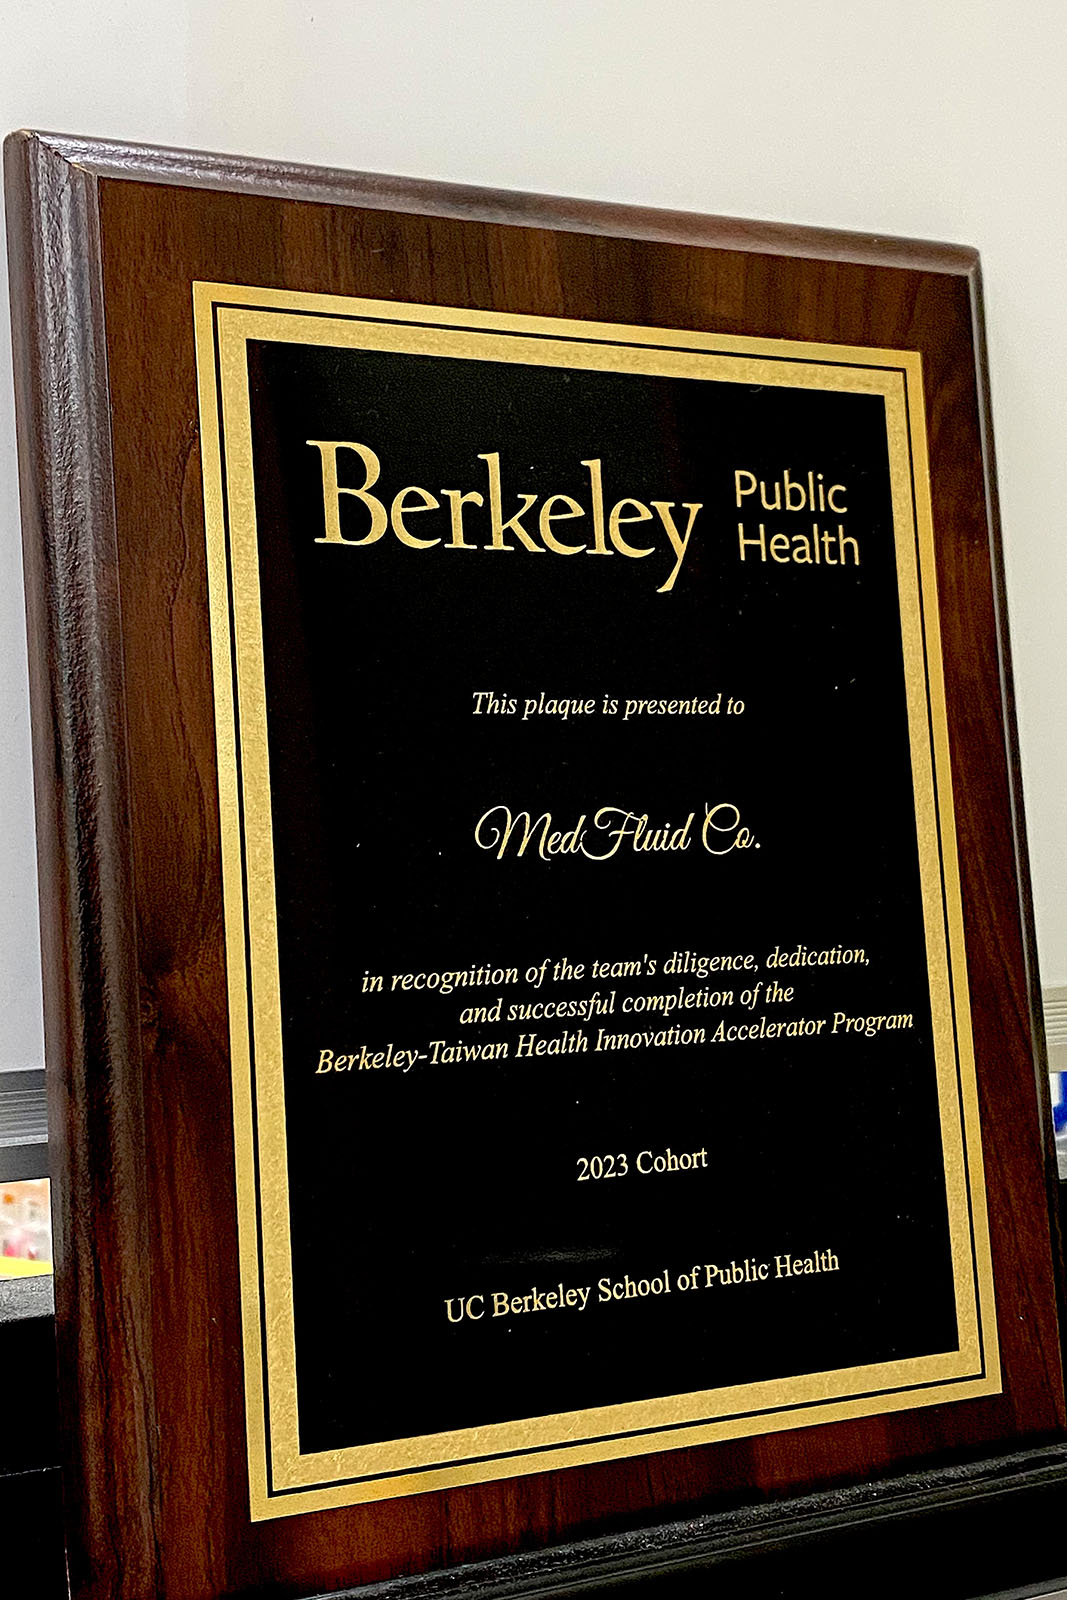 Berkeley Public Health
This plaque is presented to
MedFluid Co.
in recognition of the team's diligence, dedication,
and successful completion of the
Berkeley-Taiwan Health Innovation Accelerator Program
2023 Cohort
UC Berkeley School of Public Health